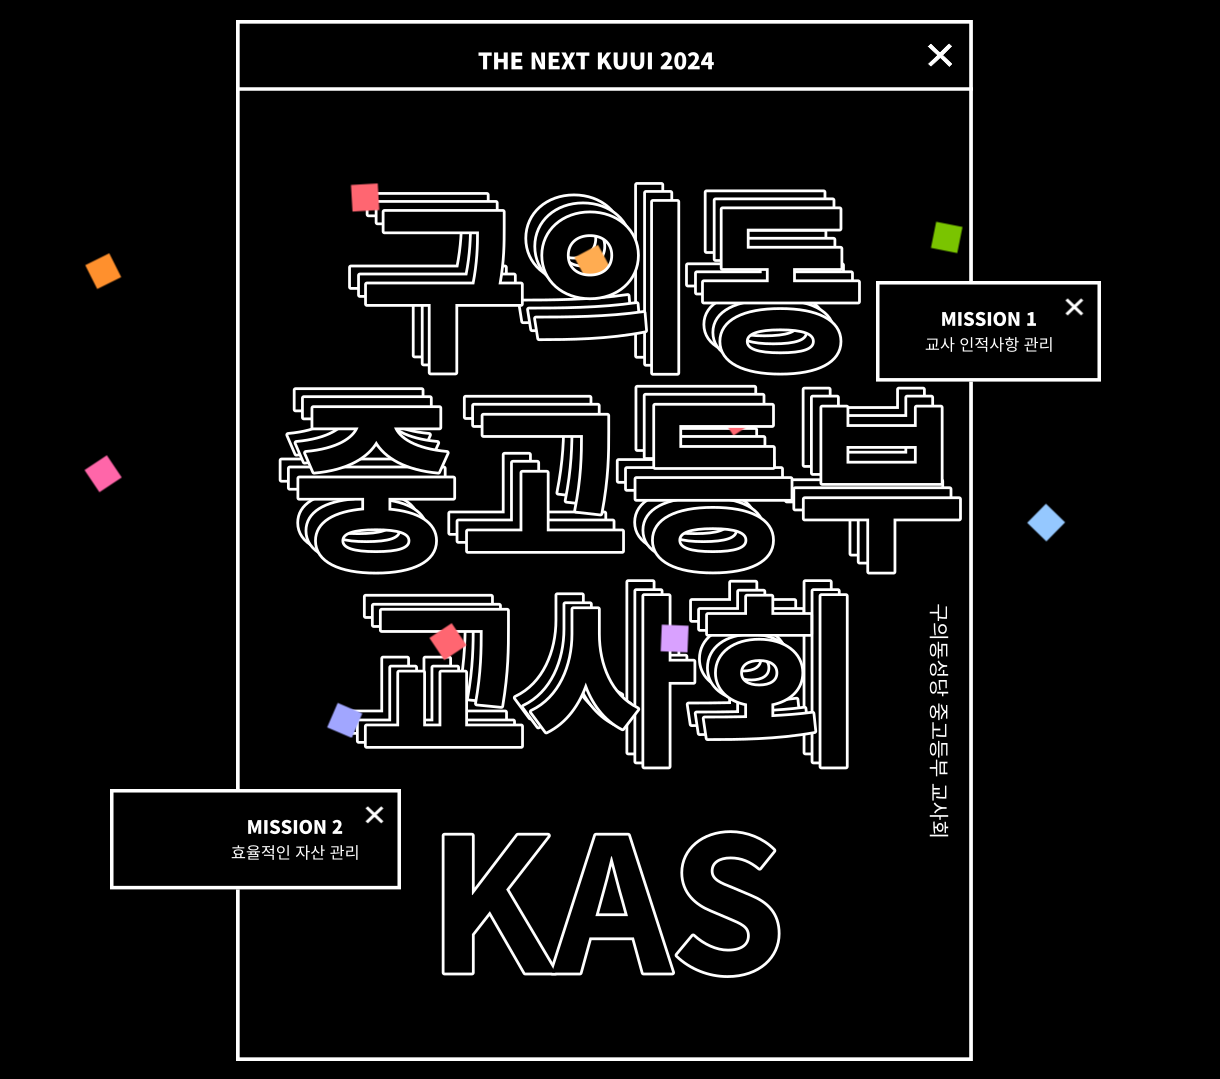 THE NEXT KUUI 2024
구의동
MISSION 1
교사 인적사항 관리
중고등부
교사회
구의동성당 중고등부 교사회
MISSION 2
효율적인 자산 관리
KAS